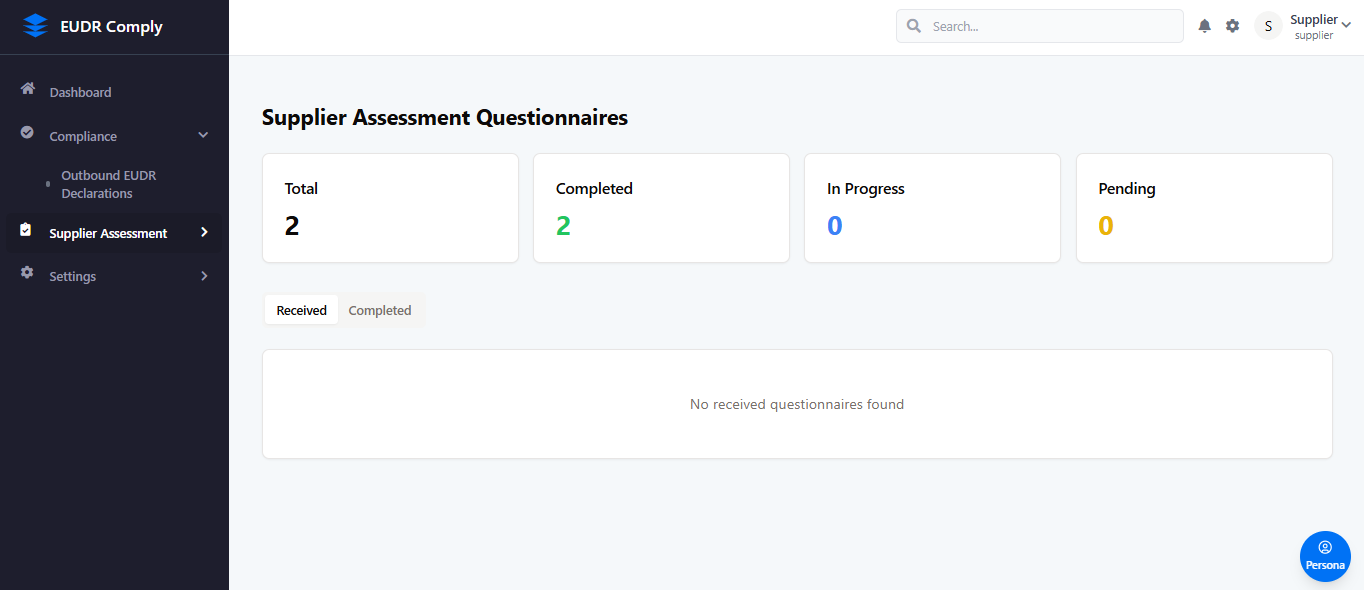 EUDR Comply
Search...
S
Supplier
supplier
Dashboard
Compliance
Outbound EUDR
Declarations
Supplier Assessment
Settings
Supplier Assessment Questionnaires
Total
2
Completed
2
In Progress
0
Pending
0
Received
Completed
No received questionnaires found
Persona